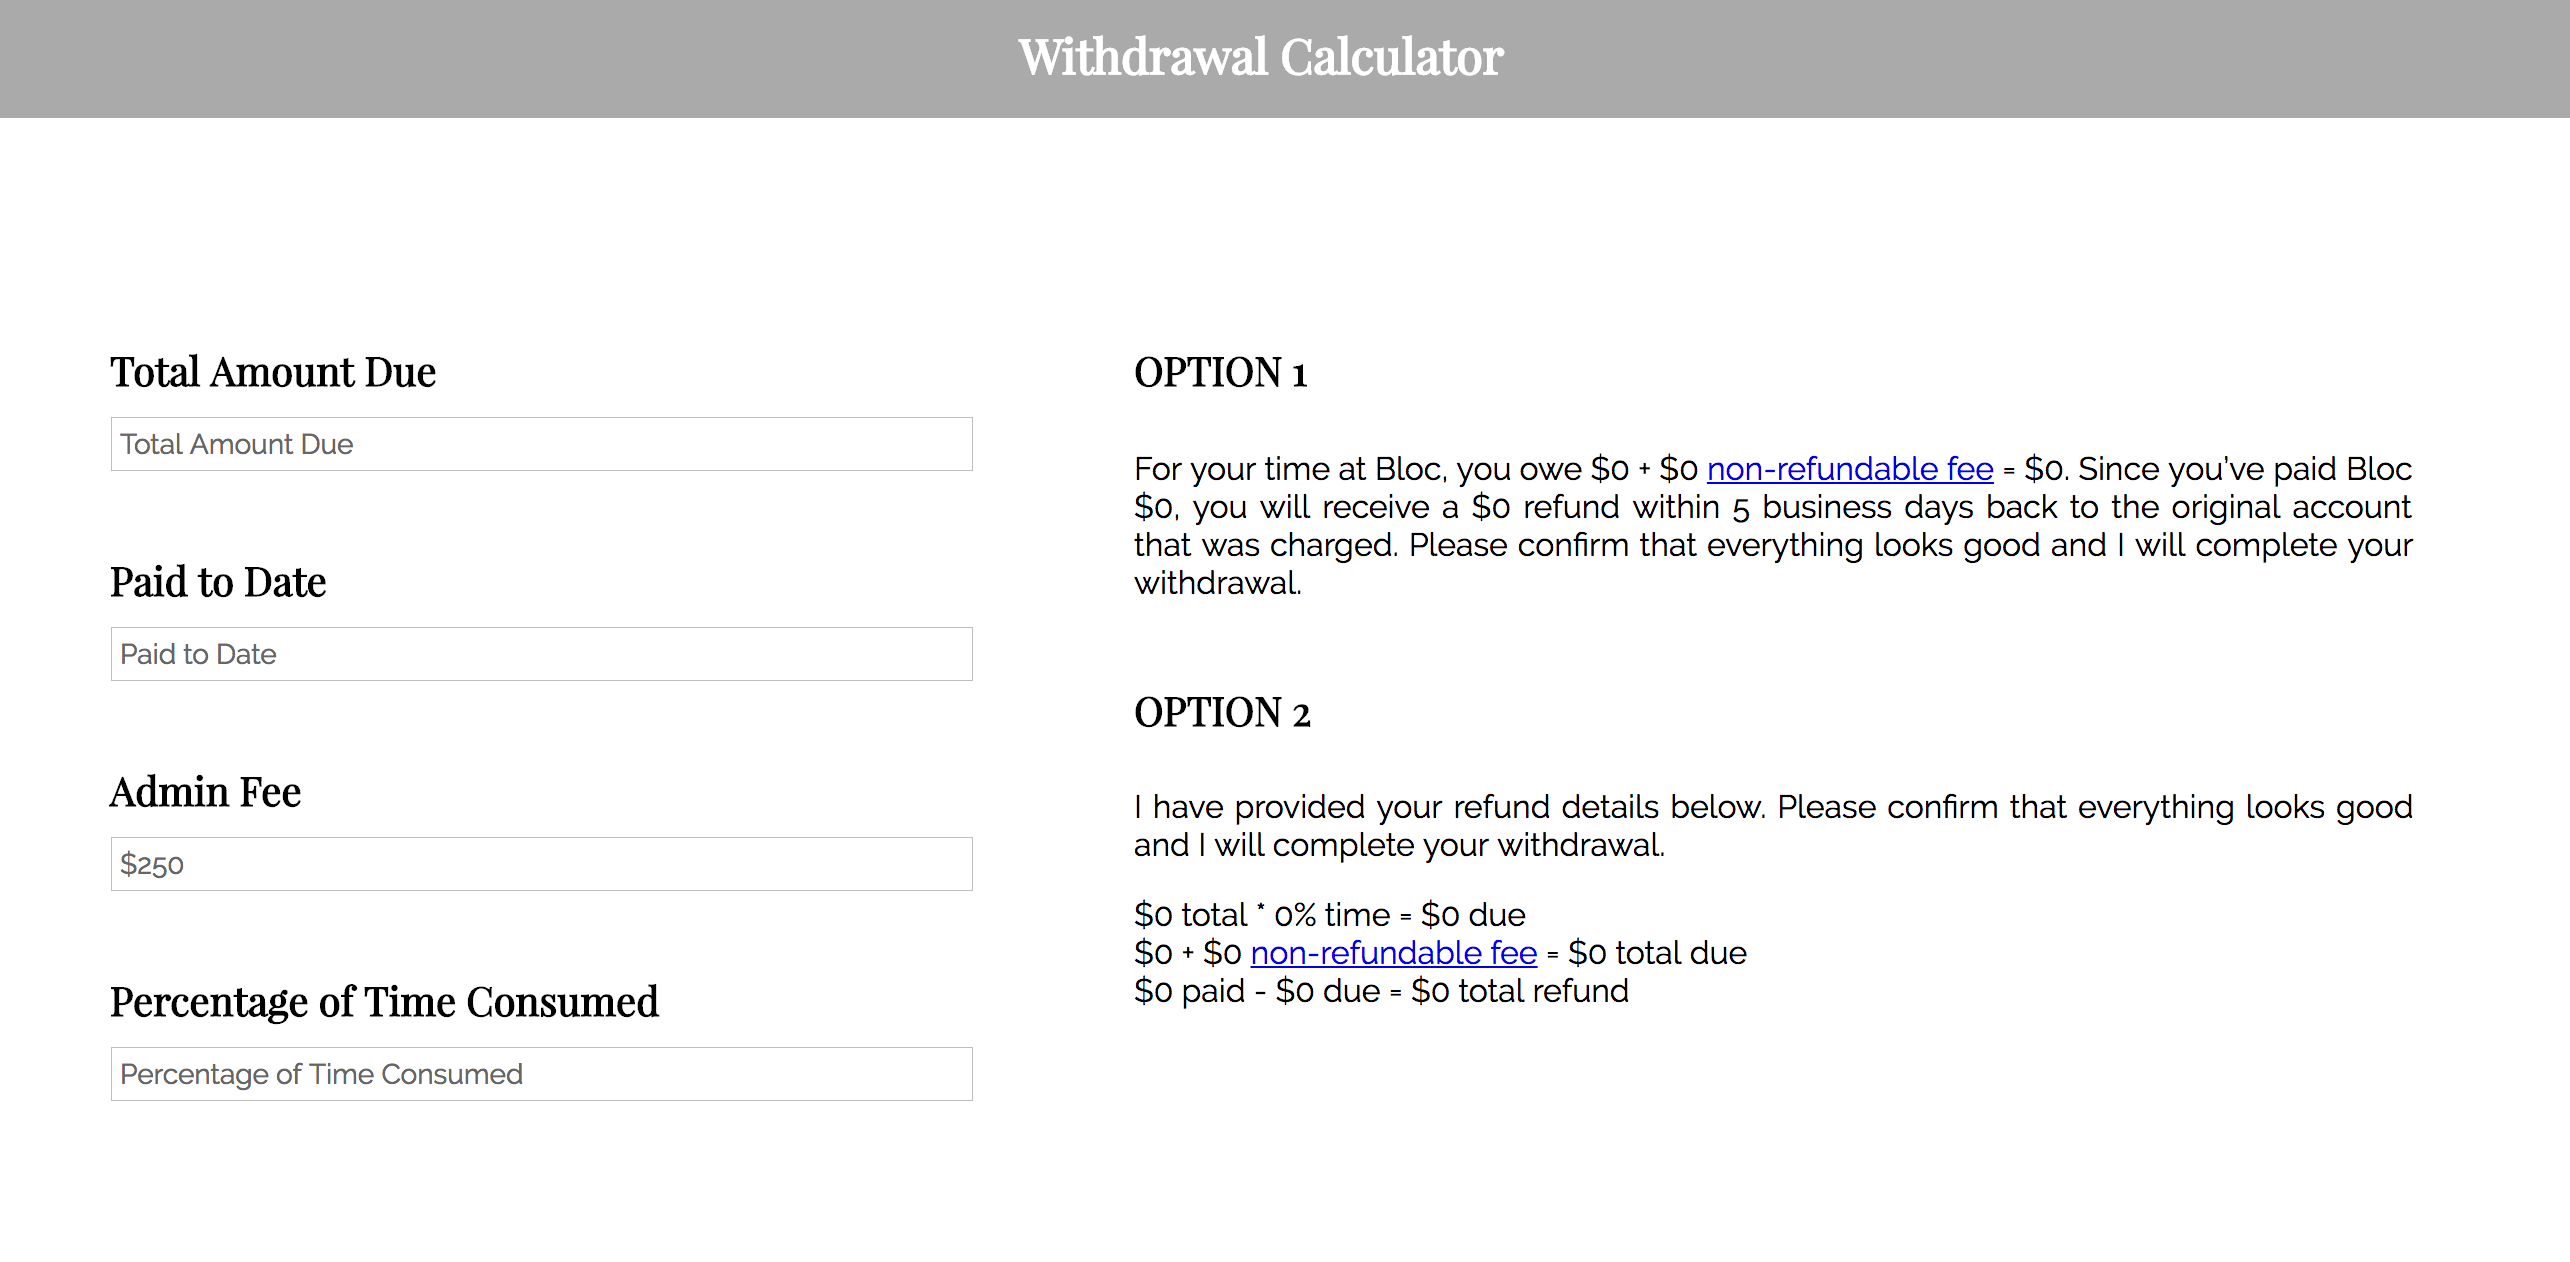 Withdrawal Calculator
Total Amount Due
Total Amount Due
Paid to Date
Paid to Date
Admin Fee
$250
Percentage of Time Consumed
Percentage of Time Consumed
OPTION 1
For your time at Bloc, you owe $0 + $0 non-refundable fee = $0. Since you've paid Bloc
$0, you will receive a $0 refund within 5 business days back to the original account
that was charged. Please confirm that everything looks good and I will complete your
withdrawal.
OPTION 2
I have provided your refund details below. Please confirm that everything looks good
and I will complete your withdrawal.
$0 total * 0% time = $0 due
$0 + $0 non-refundable fee = $0 total due
$0 paid - $0 due = $0 total refund